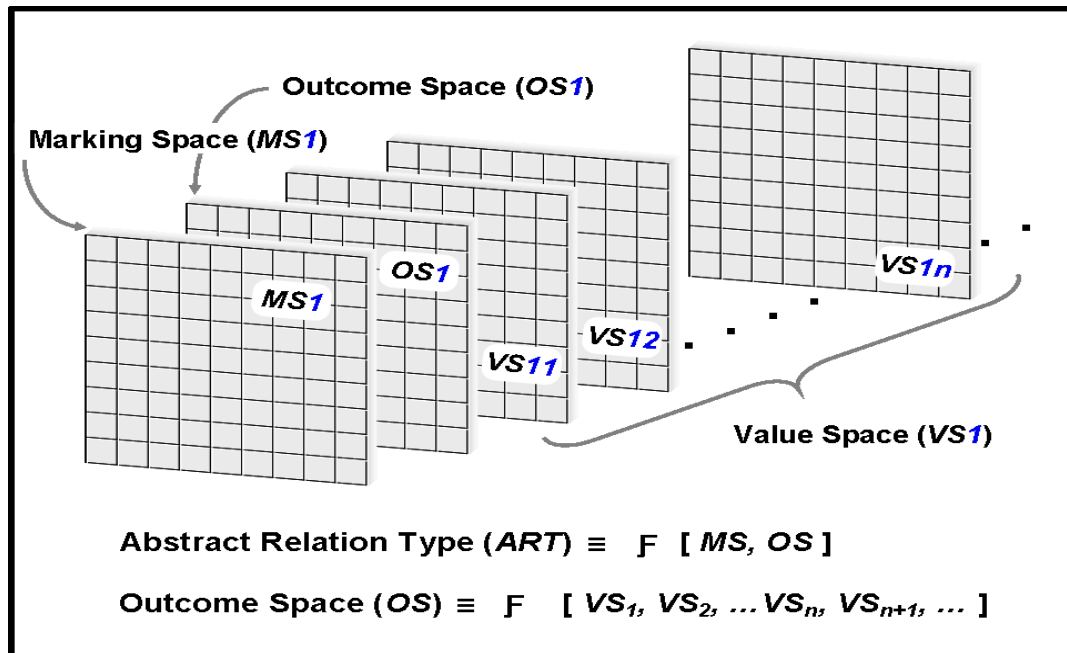 Outcome Space (OS1)
Marking Space (MS1)
MS1
OS1
VS11
VS12
VS1n
Value Space (VS1)
Abstract Relation Type (ART) ≡ Ƒ [ MS, OS ]
Outcome Space (OS) ≡ Ƒ [ VS₁, VS₂, ... VSₙ, VSₙ₊₁, ... ]